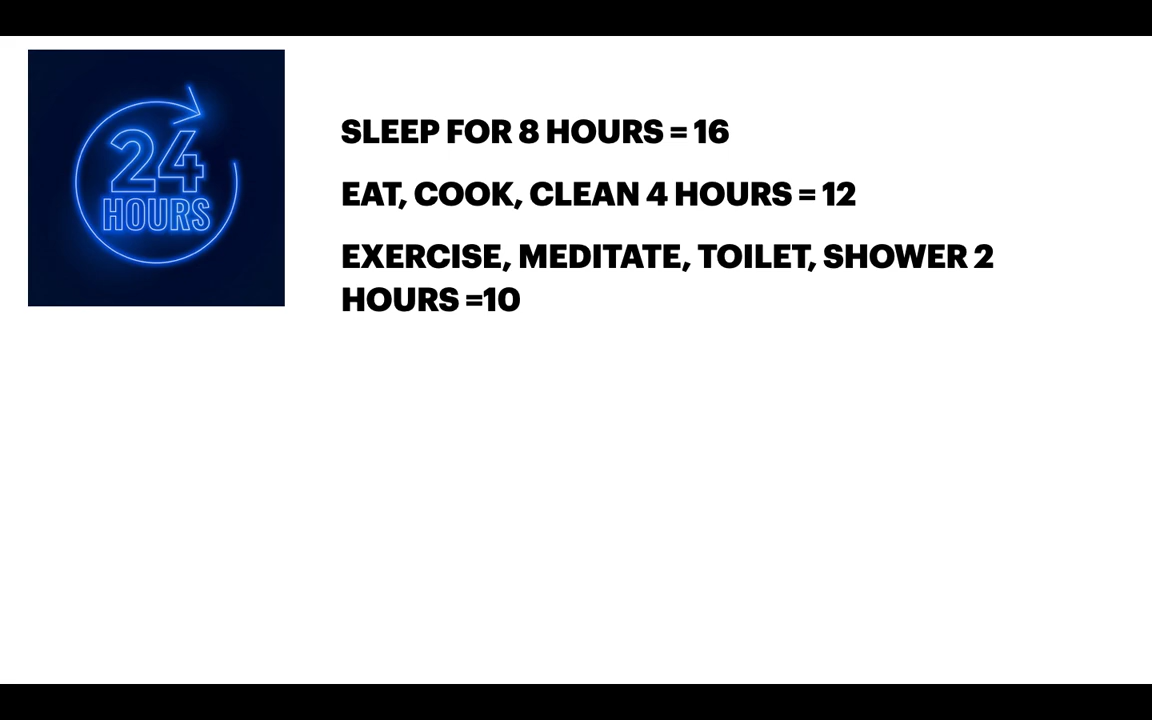 24
HOURS
SLEEP FOR 8 HOURS = 16
EAT, COOK, CLEAN 4 HOURS = 12
EXERCISE, MEDITATE, TOILET, SHOWER 2
HOURS =10